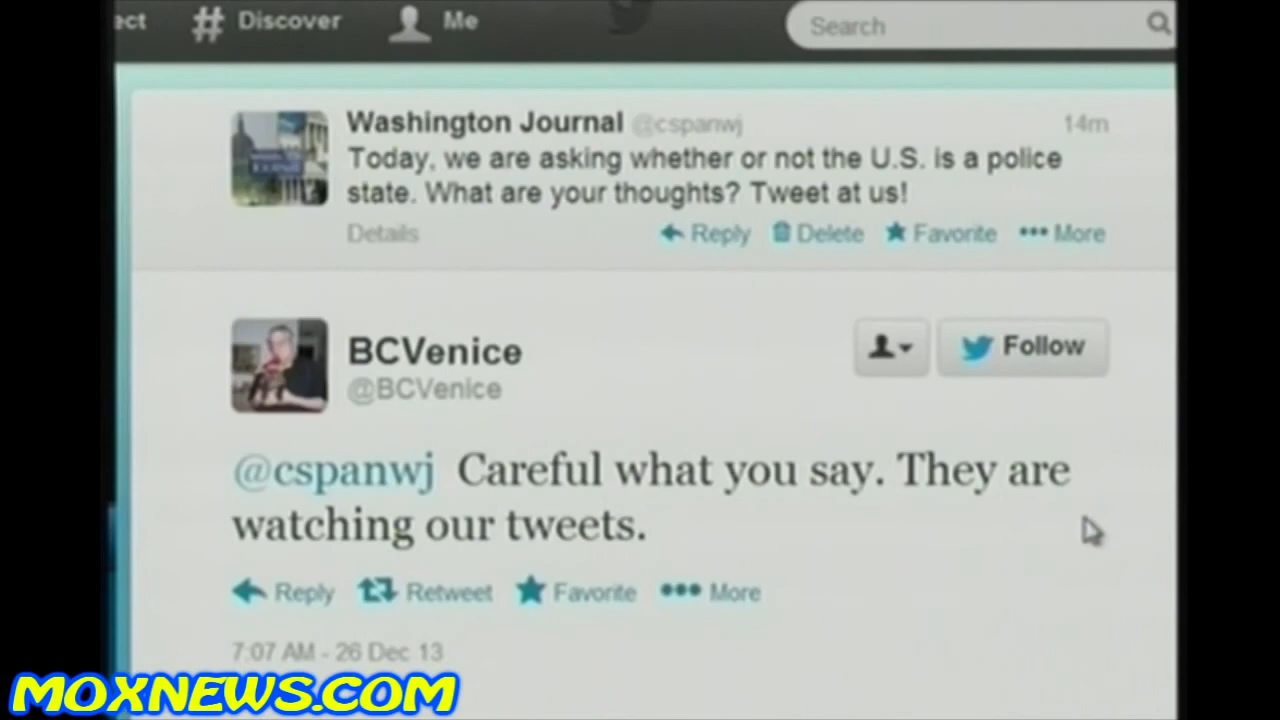 ect # Discover Me Search
Washington Journal @cspanwj 14m
Today, we are asking whether or not the U.S. is a police
state. What are your thoughts? Tweet at us!
Details Reply Delete Favorite ••• More
BCVenice Follow
@BCVenice
@cspanwj Careful what you say. They are
watching our tweets.
Reply Retweet Favorite ••• More
7:07 AM - 26 Dec 13
MOXNEWS.COM